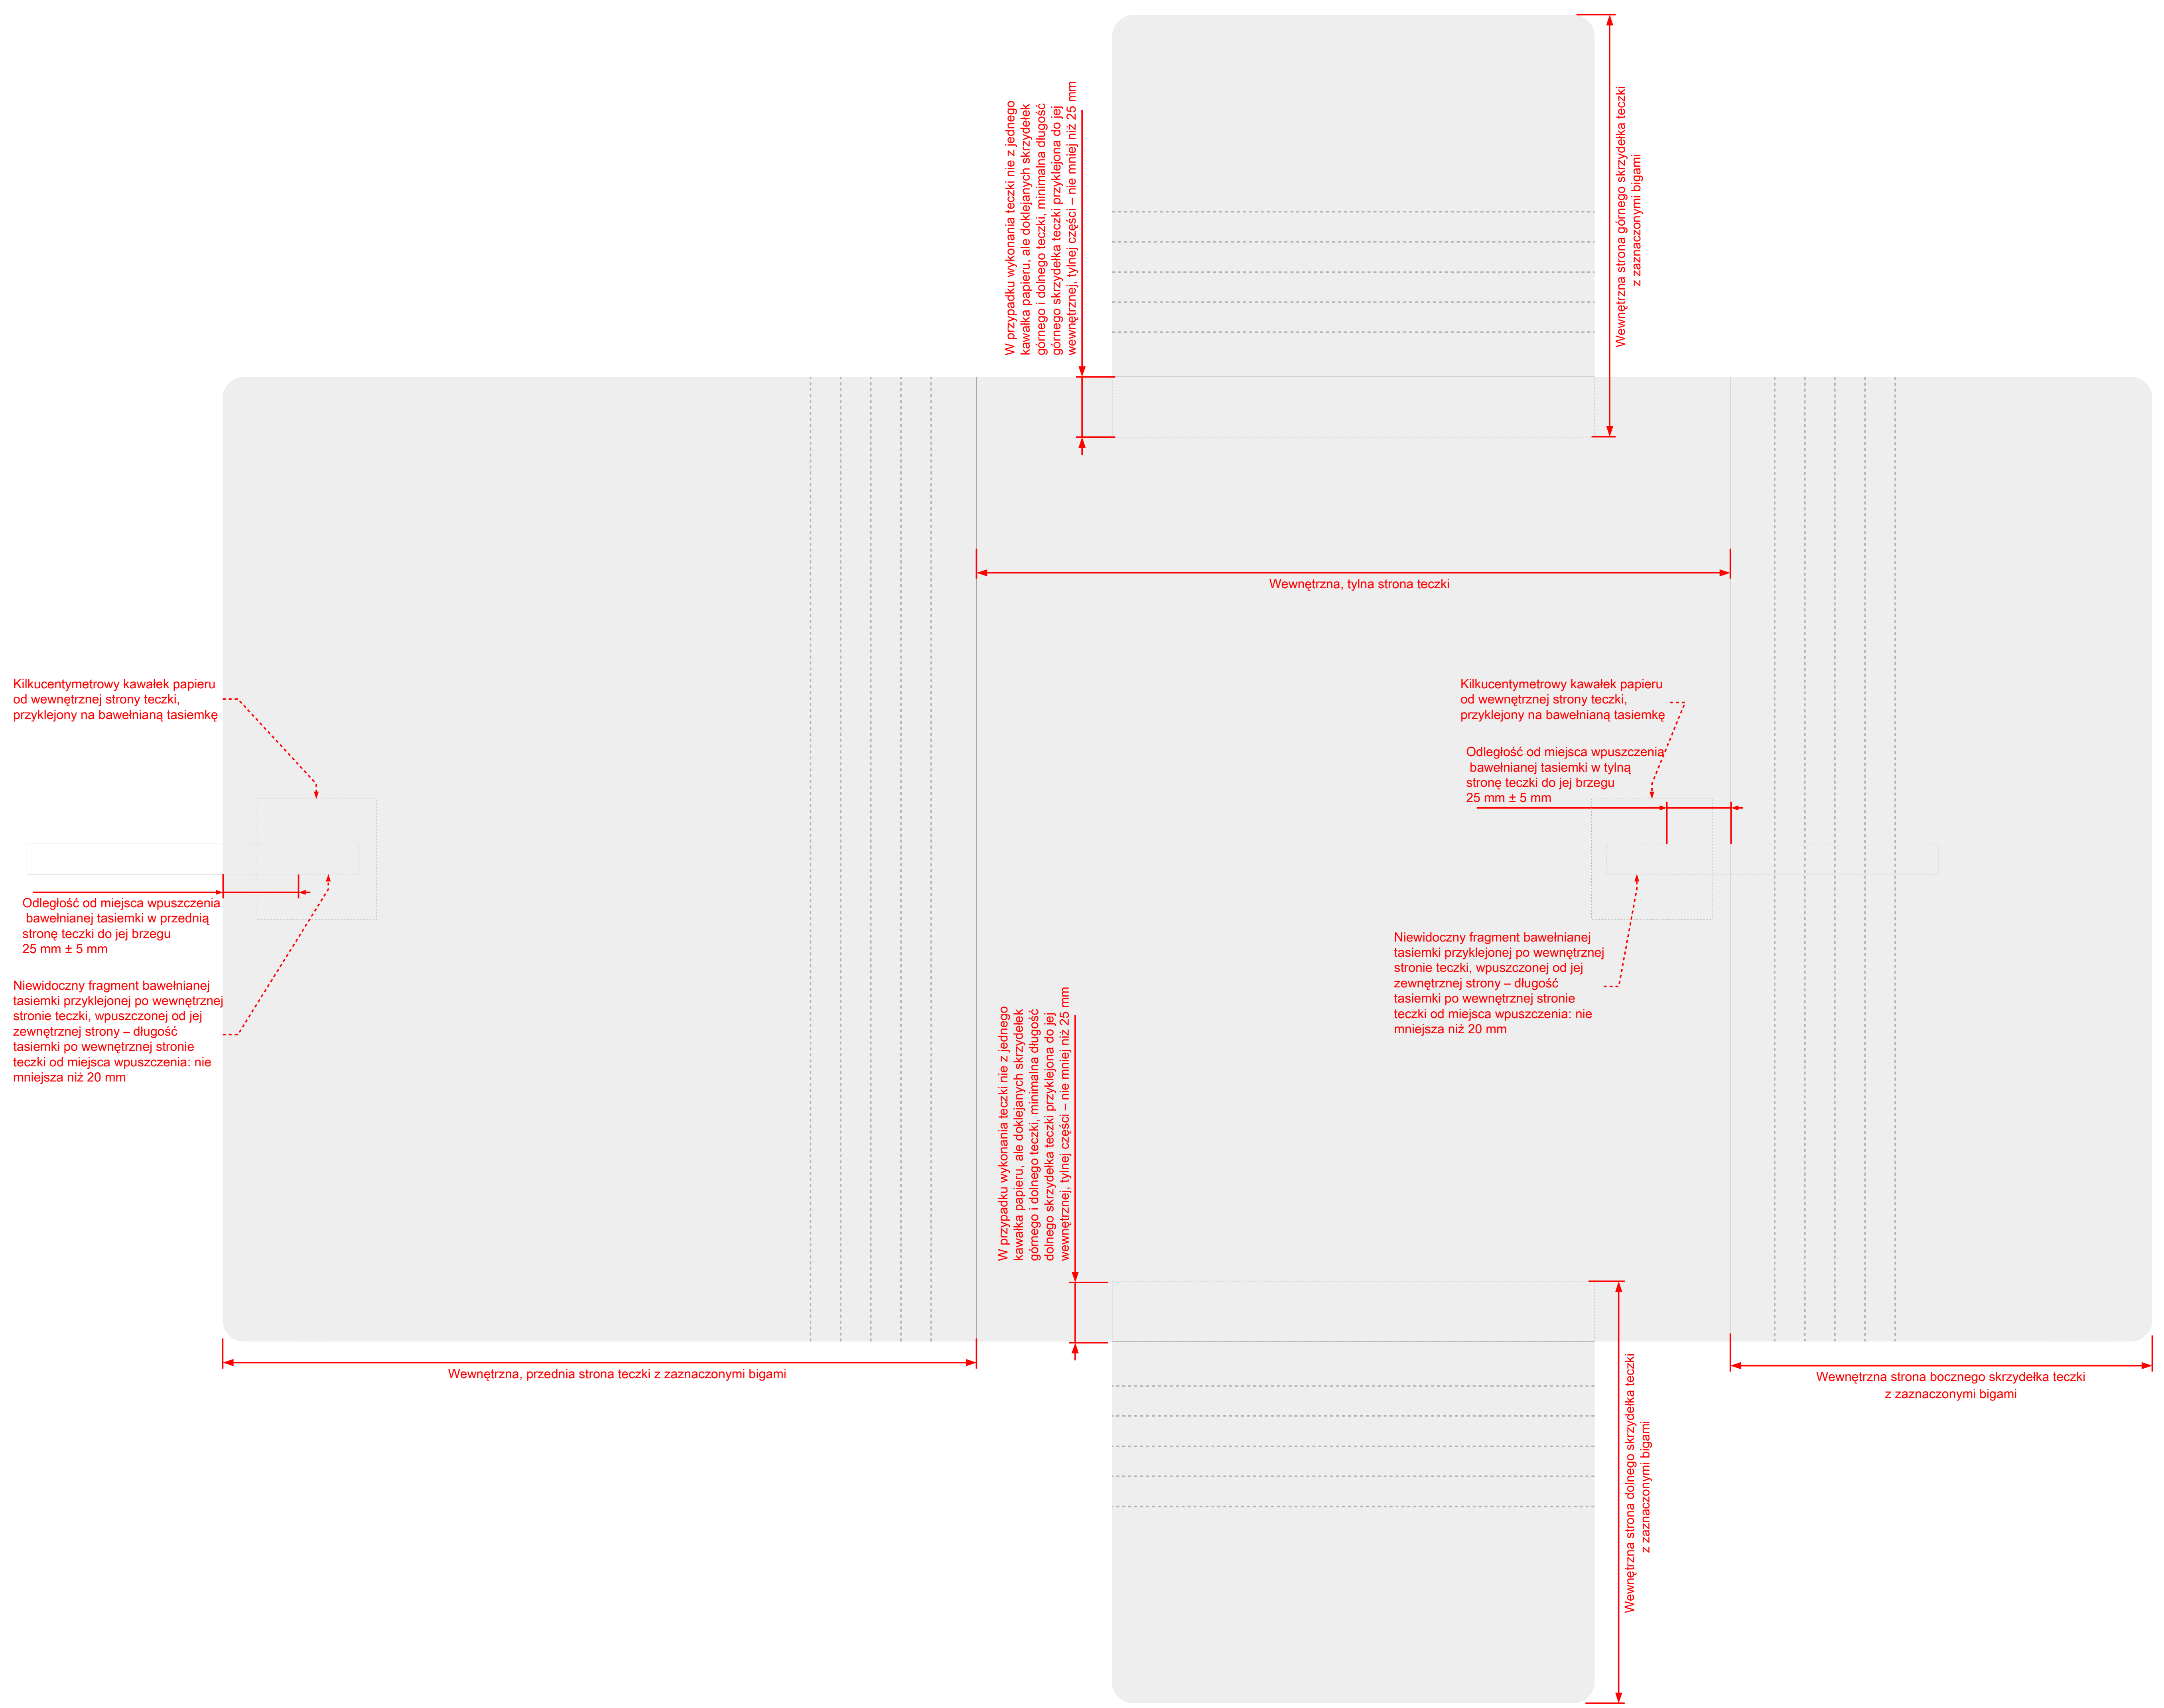 W przypadku wykonania teczki nie z jednego
kawałka papieru, ale doklejanych skrzydełek
górnego i dolnego teczki, minimalna długość
górnego skrzydełka teczki przyklejona do jej
wewnętrznej, tylnej części – nie mniej niż 25 mm
Wewnętrzna strona górnego skrzydełka teczki
z zaznaczonymi bigami
Wewnętrzna, tylna strona teczki
Kilkucentymetrowy kawałek papieru
od wewnętrznej strony teczki,
przyklejony na bawełnianą tasiemkę
Odległość od miejsca wpuszczenia
bawełnianej tasiemki w przednią
stronę teczki do jej brzegu
25 mm ± 5 mm
Niewidoczny fragment bawełnianej
tasiemki przyklejonej po wewnętrznej
stronie teczki, wpuszczonej od jej
zewnętrznej strony – długość
tasiemki po wewnętrznej stronie
teczki od miejsca wpuszczenia: nie
mniejsza niż 20 mm
Kilkucentymetrowy kawałek papieru
od wewnętrznej strony teczki,
przyklejony na bawełnianą tasiemkę
Odległość od miejsca wpuszczenia
bawełnianej tasiemki w tylną
stronę teczki do jej brzegu
25 mm ± 5 mm
Niewidoczny fragment bawełnianej
tasiemki przyklejonej po wewnętrznej
stronie teczki, wpuszczonej od jej
zewnętrznej strony – długość
tasiemki po wewnętrznej stronie
teczki od miejsca wpuszczenia: nie
mniejsza niż 20 mm
W przypadku wykonania teczki nie z jednego
kawałka papieru, ale doklejanych skrzydełek
górnego i dolnego teczki, minimalna długość
dolnego skrzydełka teczki przyklejona do jej
wewnętrznej, tylnej części – nie mniej niż 25 mm
Wewnętrzna, przednia strona teczki z zaznaczonymi bigami
Wewnętrzna strona dolnego skrzydełka teczki
z zaznaczonymi bigami
Wewnętrzna strona bocznego skrzydełka teczki
z zaznaczonymi bigami